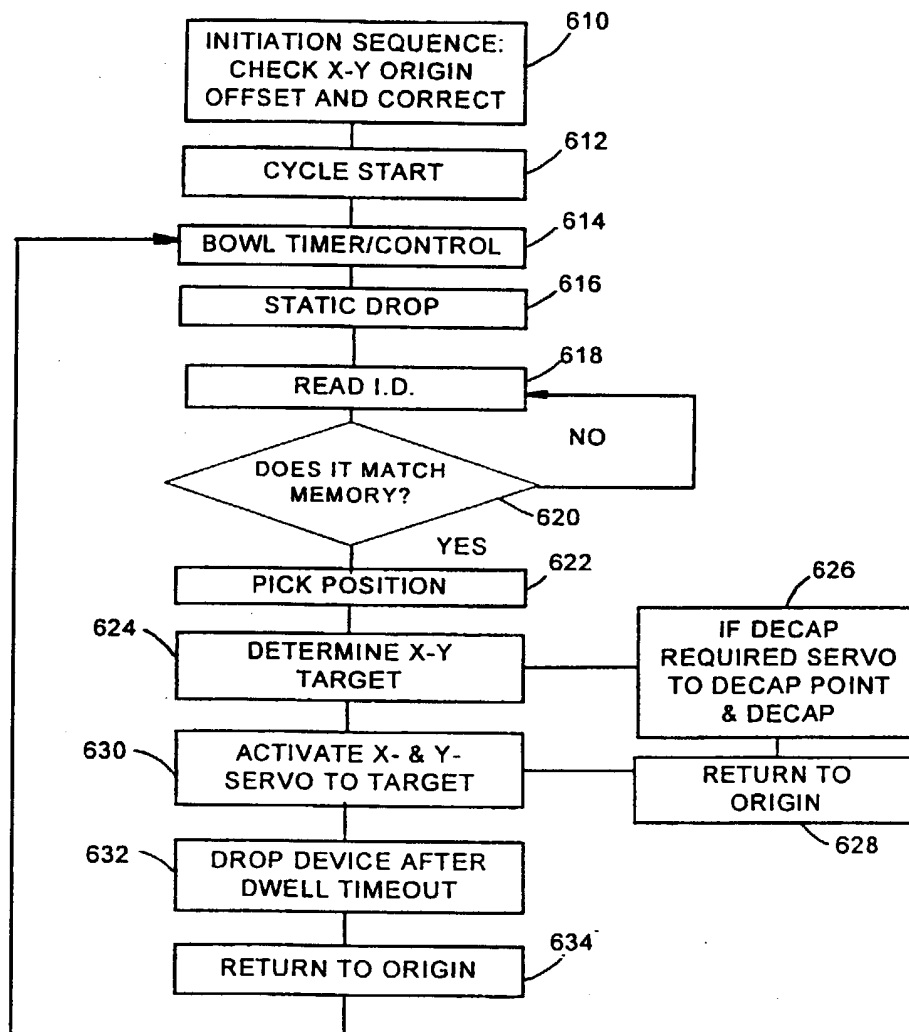 610
INITIATION SEQUENCE:
CHECK X-Y ORIGIN
OFFSET AND CORRECT
612
CYCLE START
614
BOWL TIMER/CONTROL
616
STATIC DROP
618
READ I.D.
NO
DOES IT MATCH
MEMORY?
620
YES
622
PICK POSITION
624
DETERMINE X-Y
TARGET
626
IF DECAP
REQUIRED SERVO
TO DECAP POINT
& DECAP
630
ACTIVATE X- & Y-
SERVO TO TARGET
RETURN TO
ORIGIN
628
632
DROP DEVICE AFTER
DWELL TIMEOUT
634
RETURN TO ORIGIN